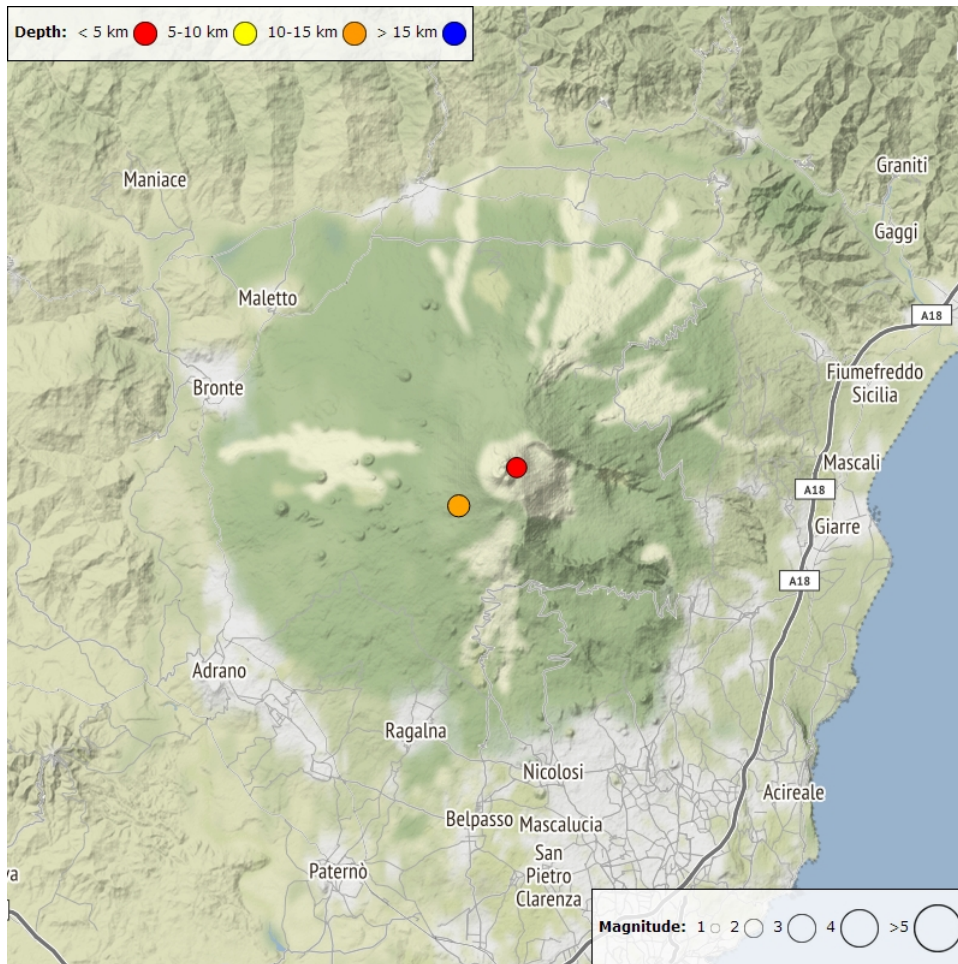 Depth: < 5 km 5-10 km 10-15 km > 15 km
Maniace
Graniti
Gaggi
Maletto
A18
Bronte
Fiumefreddo
Sicilia
Mascali
A18
Giarre
A18
Adrano
Ragalna
Nicolosi
Acireale
Belpasso
Mascalucia
San
Pietro
Clarenza
Paternò
va
Magnitude: 1 2 3 4 >5